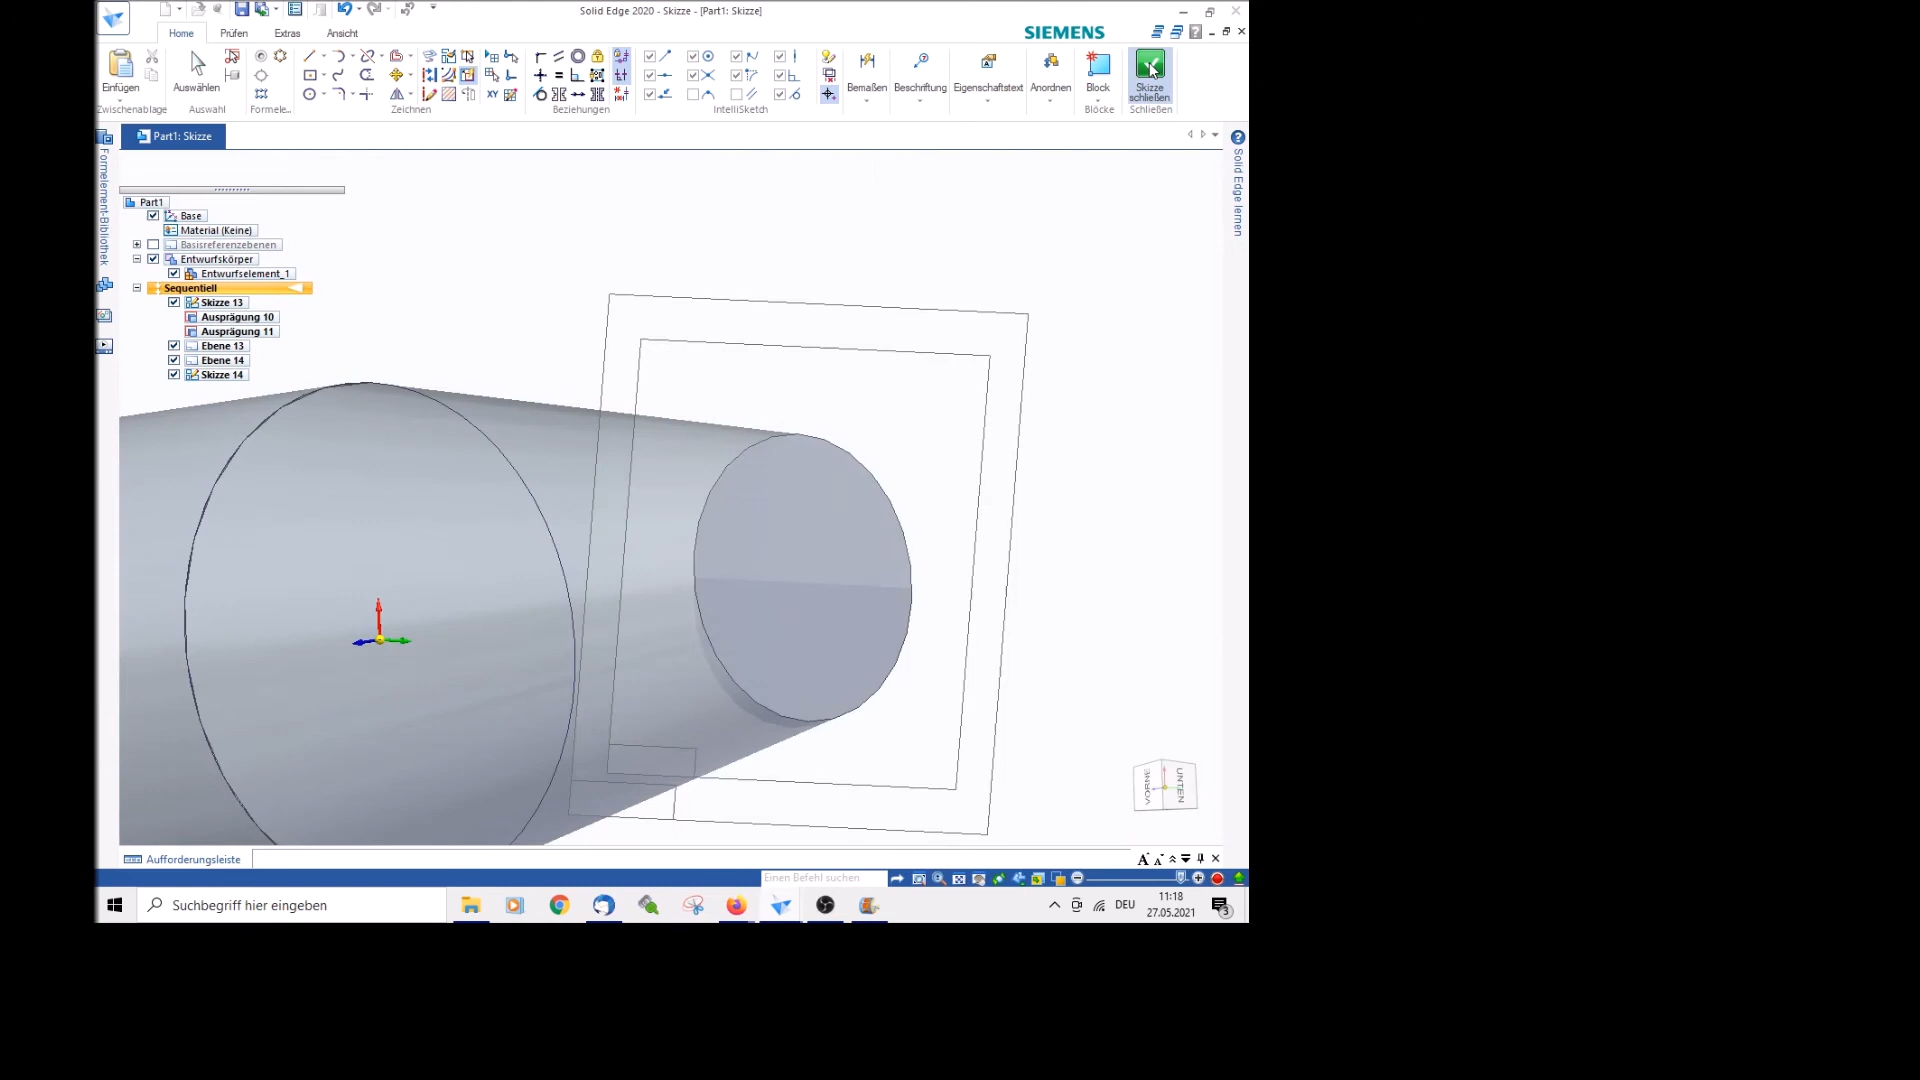 Solid Edge 2020 - Skizze - [Part1: Skizze]
Home Prüfen Extras Ansicht
SIEMENS
Einfügen
Auswählen
XY
Bemaßen
Beschriftung
Eigenschaftstext
Anordnen
Block
Skizze schließen
Zwischenablage
Auswahl
Formele...
Zeichnen
Beziehungen
IntelliSketch
Blöcke
Schließen
Part1: Skizze
Formelement-Bibliothek
Solid Edge lernen
Part1
Base
Material (Keine)
Basisreferenzebenen
Entwurfskörper
Entwurfselement_1
Sequentiell
Skizze 13
Ausprägung 10
Ausprägung 11
Ebene 13
Ebene 14
Skizze 14
VORNE
UNTEN
Aufforderungsleiste
Einen Befehl suchen
Suchbegriff hier eingeben
DEU
11:18
27.05.2021
3